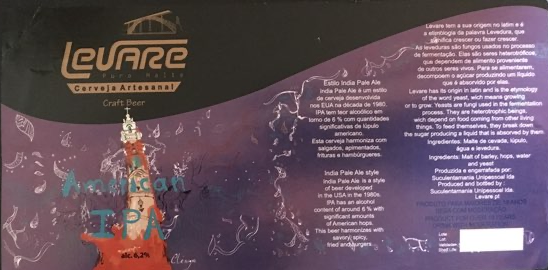 Levare
Puro Malte
Cerveja Artesanal
Craft Beer
American
IPA
alc. 6,2%
Estilo India Pale Ale
India Pale Ale é um estilo
de cerveja desenvolvida
nos EUA na década de 1980.
IPA tem teor alcoólico em
torno de 6 % com quantidades
significativas de lúpulo
americano.
Esta cerveja harmoniza com
salgados, apimentados,
frituras e hambúrgueres.
India Pale Ale style
India Pale Ale is a style
of beer developed
in the USA in the 1980s.
IPA has an alcohol
content of around 6 % with
significant amounts
of American hops.
This beer harmonizes with
savory, spicy,
fried and burgers
Levare tem a sua origem no latim e é
a etimologia da palavra Levedura, que
significa crescer ou fazer crescer.
As leveduras são fungos usados no processo
de fermentação. Elas são seres heterotróficos,
que dependem de alimento proveniente
de outros seres vivos. Para se alimentarem,
decompoem o açúcar produzindo um líquido
que é absorvido por elas.
Levare has its origin in latin and is the etymology
of the word yeast, wich means growing
or to grow. Yeasts are fungi used in the fermentation
process. They are heterotrophic beings,
wich depend on food coming from other living
things. To feed themselves, they break down
the sugar producing a liquid that is absorbed by them
Ingredientes: Malte de cevada, lúpulo,
água e levedura.
Ingredients: Malt of barley, hops, water
and yeast
Produzida e engarrafada por:
Suculentamania Unipessoal lda
Produced and bottled by :
Suculentamania Unipessoal lda.
Levare.pt
Lote
Lot
Validade
Shelf Life